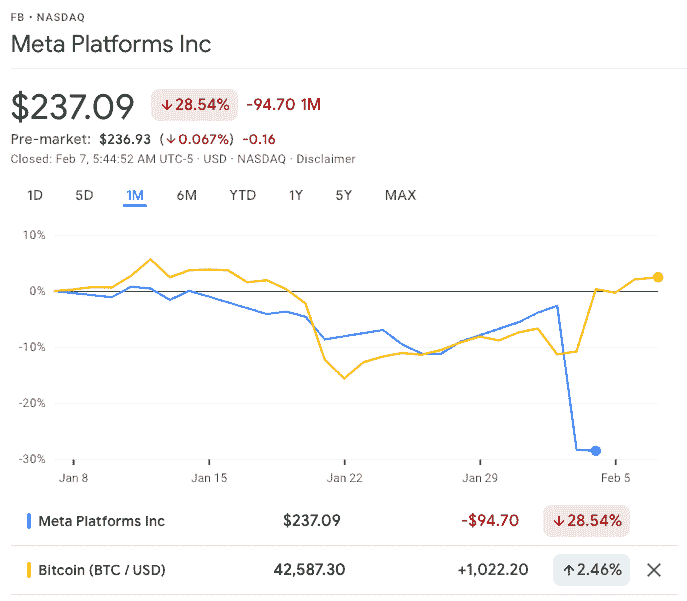 FB • NASDAQ
Meta Platforms Inc
$237.09 ↓28.54% -94.70 1M
Pre-market: $236.93 (↓0.067%) -0.16
Closed: Feb 7, 5:44:52 AM UTC-5 · USD · NASDAQ · Disclaimer
1D 5D 1M 6M YTD 1Y 5Y MAX
10%
0%
-10%
-20%
-30%
Jan 8 Jan 15 Jan 22 Jan 29 Feb 5
Meta Platforms Inc $237.09 -$94.70 ↓28.54%
Bitcoin (BTC / USD) 42,587.30 +1,022.20 ↑2.46%